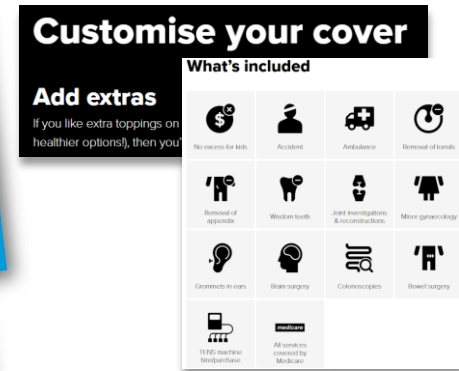 Customise your cover
Add extras
If you like extra toppings on
healthier options!), then you'
What's included
No excess for kids
Accident
Ambulance
Removal of tonsils
Removal of
appendix
Wisdom teeth
Joint investigations
& reconstructions
Minor gynaecology
Grommets in ears
Brain surgery
Colonoscopies
Bowel surgery
TENS machine
hire/purchase
medicare
All services
covered by
Medicare